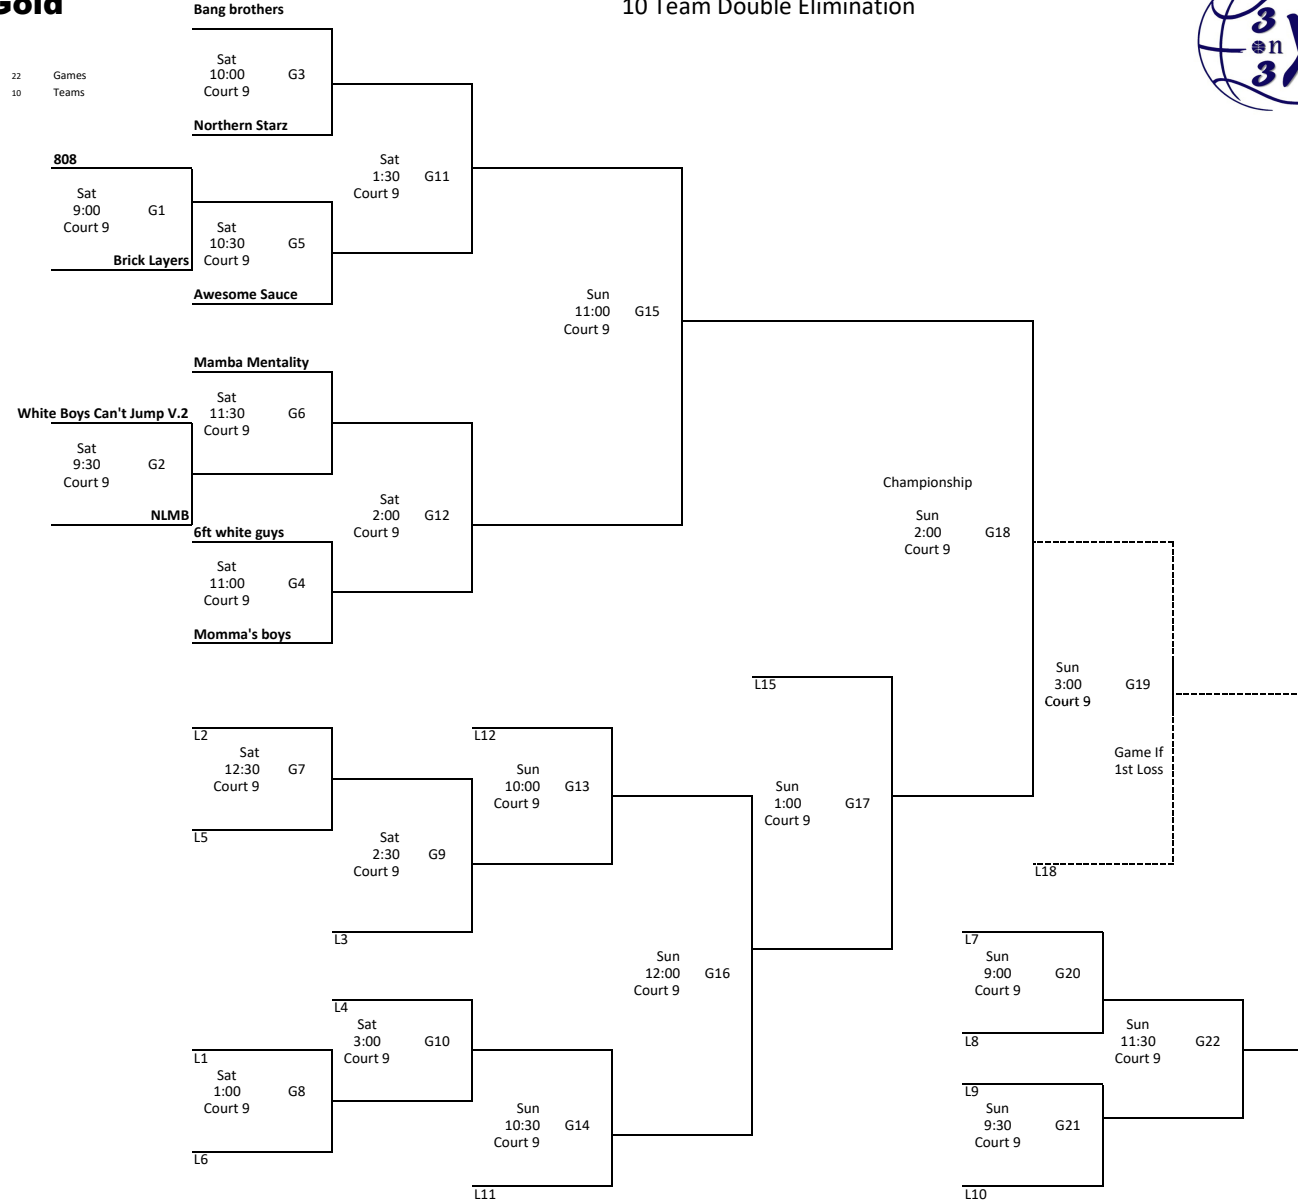 Gold
10 Team Double Elimination
3
on
3
22 Games
10 Teams
Bang brothers
Sat
10:00 G3
Court 9
Northern Starz
808
Sat
9:00 G1
Court 9
Brick Layers
Sat
10:30 G5
Court 9
Awesome Sauce
Sat
1:30 G11
Court 9
Sun
11:00 G15
Court 9
Mamba Mentality
Sat
11:30 G6
Court 9
White Boys Can't Jump V.2
Sat
9:30 G2
Court 9
NLMB
6ft white guys
Sat
11:00 G4
Court 9
Momma's boys
Sat
2:00 G12
Court 9
Championship
Sun
2:00 G18
Court 9
Sun
3:00 G19
Court 9
Game If
1st Loss
L18
L15
Sun
1:00 G17
Court 9
L2
Sat
12:30 G7
Court 9
L5
L12
Sun
10:00 G13
Court 9
Sat
2:30 G9
Court 9
L3
Sun
12:00 G16
Court 9
L4
Sat
3:00 G10
Court 9
L1
Sat
1:00 G8
Court 9
L6
Sun
10:30 G14
Court 9
L11
L7
Sun
9:00 G20
Court 9
L8
Sun
11:30 G22
Court 9
L9
Sun
9:30 G21
Court 9
L10